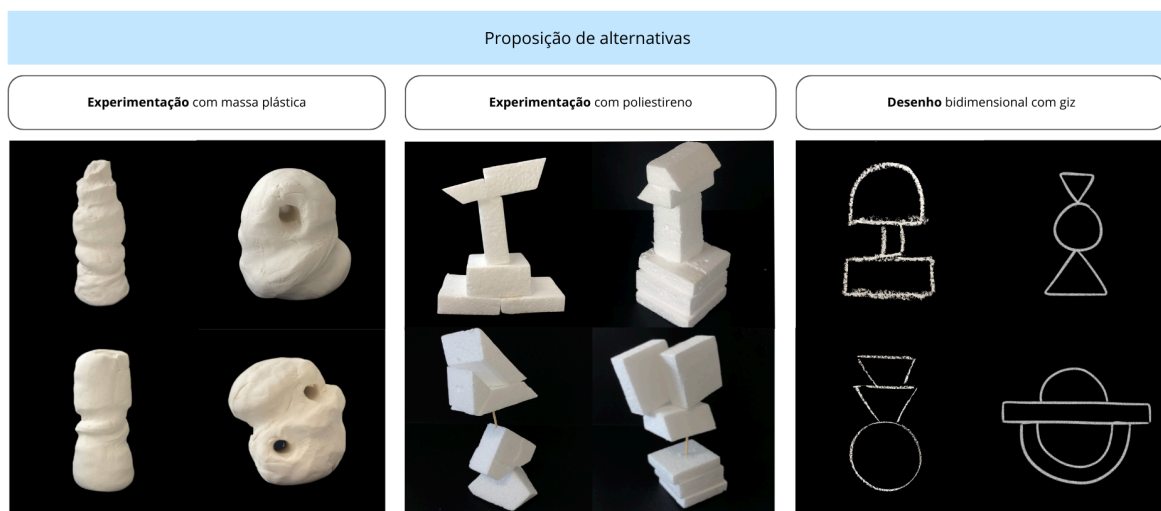 Proposição de alternativas
Experimentação com massa plástica
Experimentação com poliestireno
Desenho bidimensional com giz